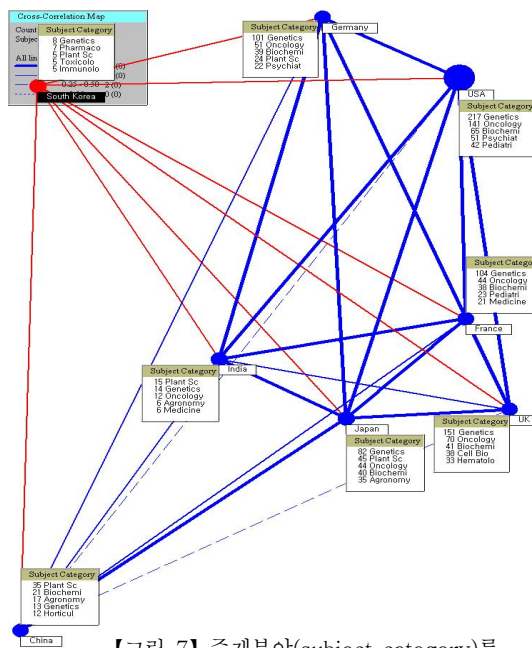 Cross-Correlation Map
Count
Subjec
All lin
Subject Category
8 Genetics
7 Pharmaco
5 Plant Sc
5 Toxicolo
5 Immunolo
South Korea
Subject Category
101 Genetics
51 Oncology
39 Biochemi
24 Plant Sc
22 Psychiat
Germany
USA
Subject Category
217 Genetics
141 Oncology
65 Biochemi
51 Psychiat
42 Pediatri
Subject Catego
104 Genetics
44 Oncology
38 Biochemi
23 Pediatri
21 Medicine
France
India
Subject Category
15 Plant Sc
14 Genetics
12 Oncology
6 Agronomy
6 Medicine
UK
Subject Category
151 Genetics
70 Oncology
41 Biochemi
38 Cell Bio
33 Hematolo
Japan
Subject Category
82 Genetics
45 Plant Sc
44 Oncology
40 Biochemi
35 Agronomy
Subject Category
35 Plant Sc
21 Biochemi
17 Agronomy
13 Genetics
12 Horticul
China
【그림 7】 주제분야(subject category)를